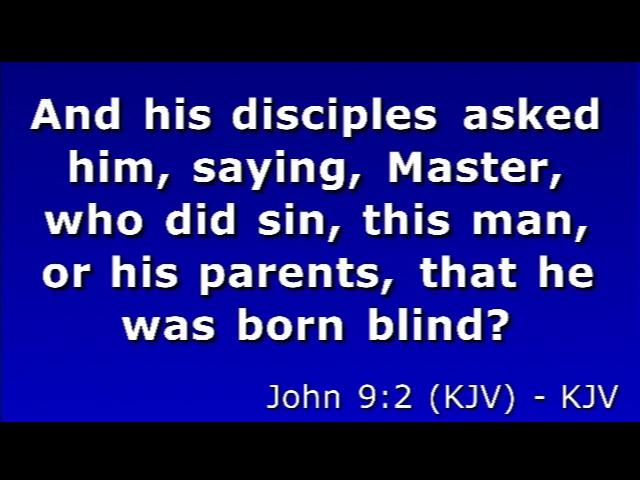 And his disciples asked
him, saying, Master,
who did sin, this man,
or his parents, that he
was born blind?
John 9:2 (KJV) - KJV